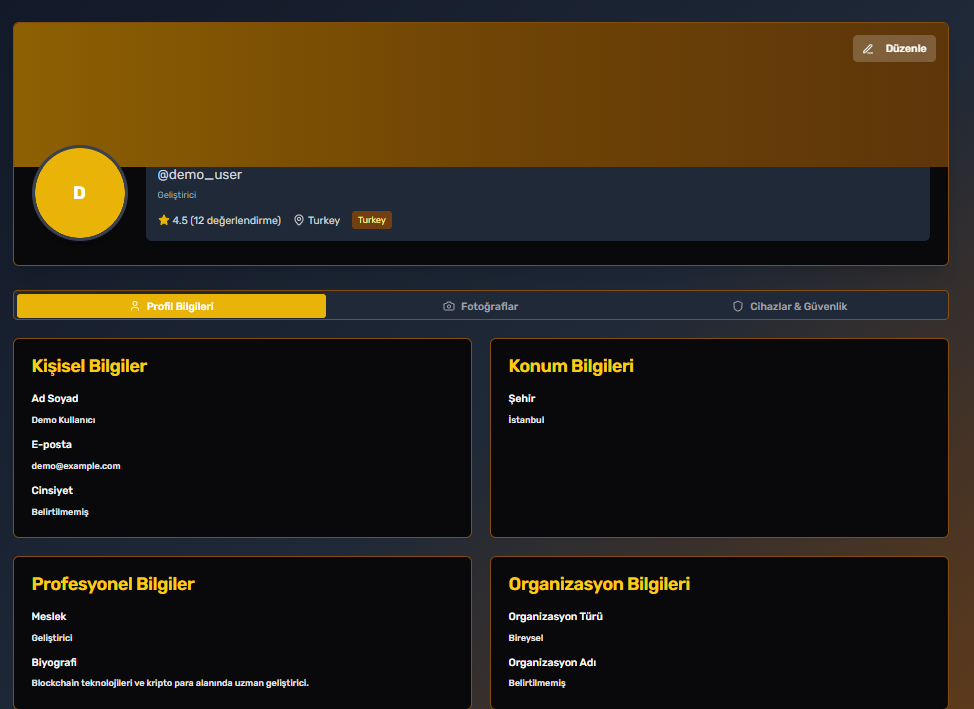 Düzenle
D
@demo_user
Geliştirici
4.5 (12 değerlendirme) Turkey Turkey
Profil Bilgileri Fotoğraflar Cihazlar & Güvenlik
Kişisel Bilgiler
Ad Soyad
Demo Kullanıcı
E-posta
demo@example.com
Cinsiyet
Belirtilmemiş
Konum Bilgileri
Şehir
İstanbul
Profesyonel Bilgiler
Meslek
Geliştirici
Biyografi
Blockchain teknolojileri ve kripto para alanında uzman geliştirici.
Organizasyon Bilgileri
Organizasyon Türü
Bireysel
Organizasyon Adı
Belirtilmemiş